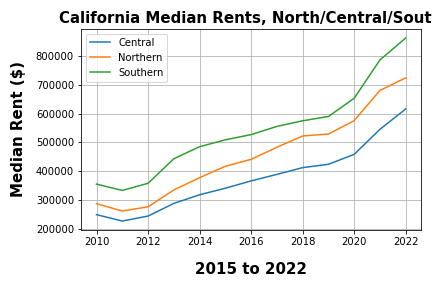 California Median Rents, North/Central/Sout
Central
Northern
Southern
Median Rent ($)
800000
700000
600000
500000
400000
300000
200000
2010 2012 2014 2016 2018 2020 2022
2015 to 2022